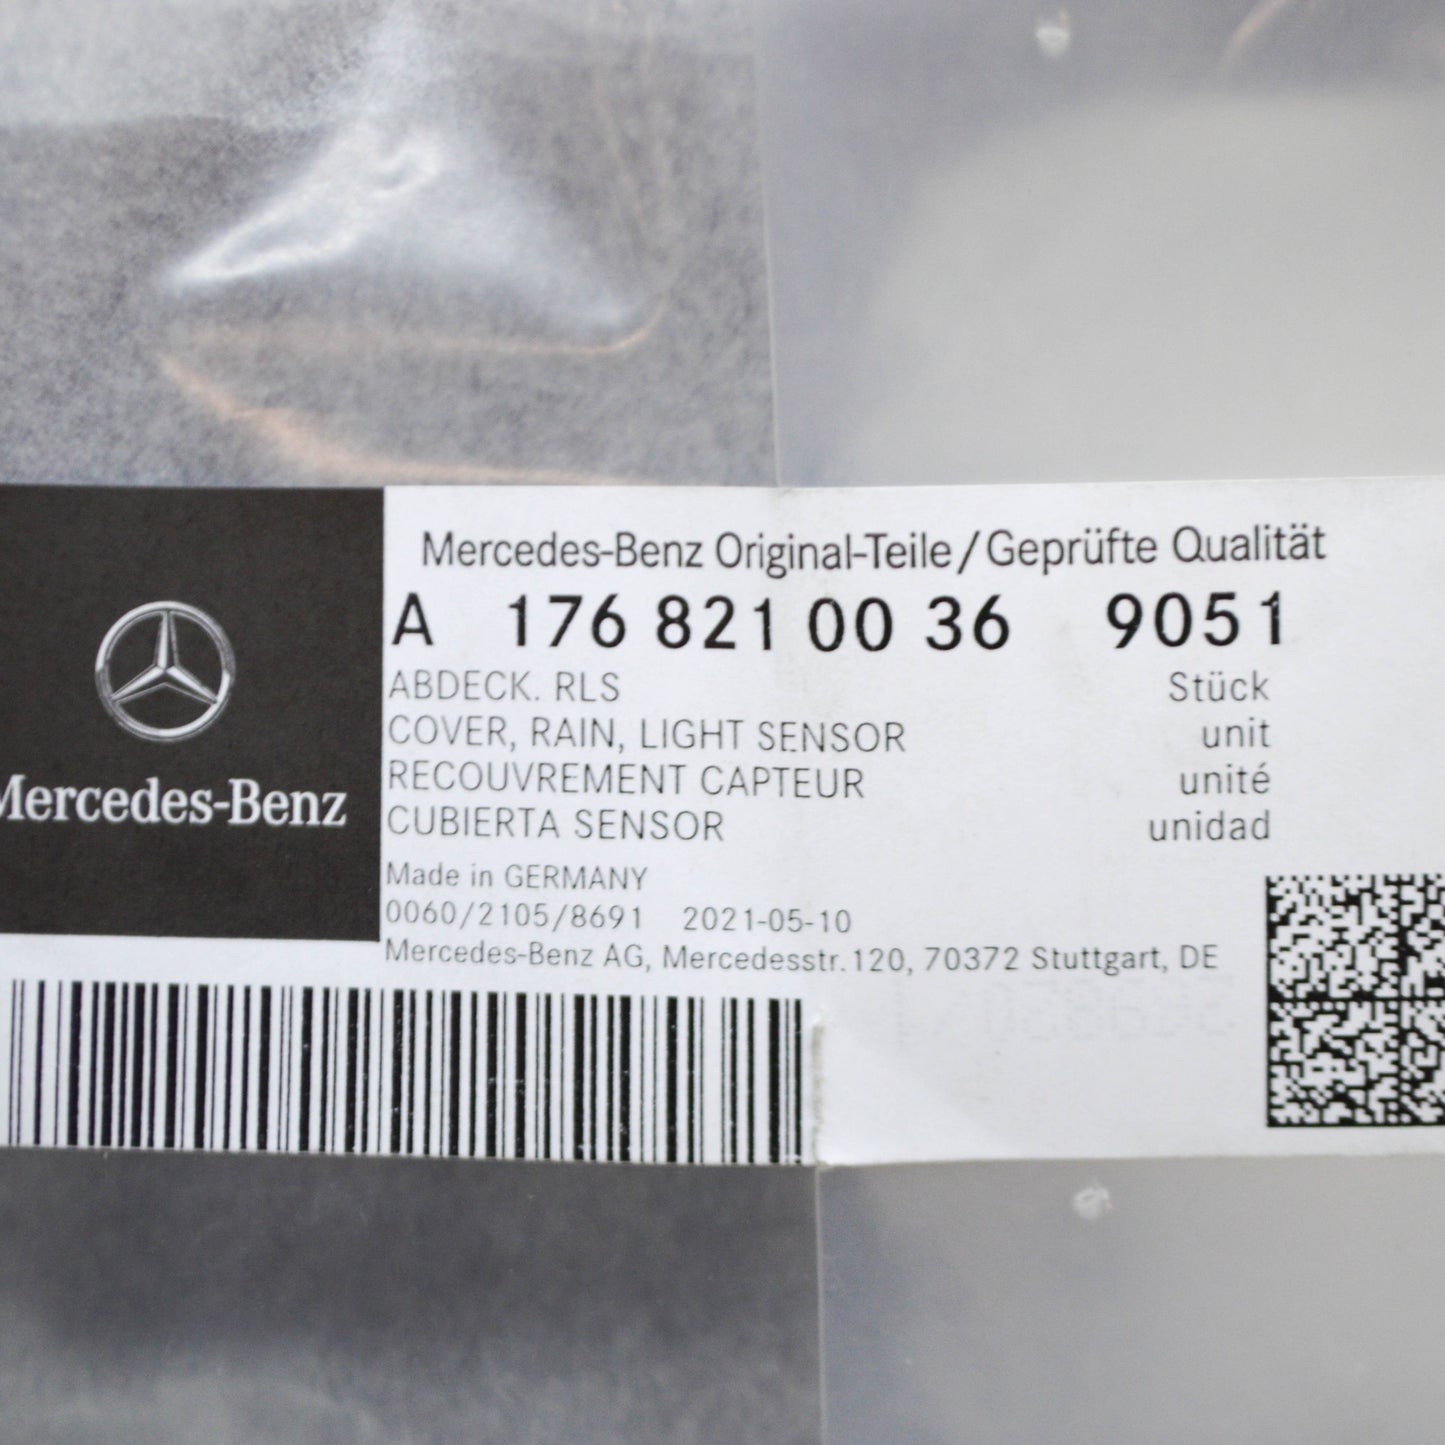 Mercedes-Benz Original-Teile/Geprüfte Qualität
A 176 821 00 36 9051
ABDECK. RLS Stück
COVER, RAIN, LIGHT SENSOR unit
RECOUVREMENT CAPTEUR unité
CUBIERTA SENSOR unidad
Made in GERMANY
0060/2105/8691 2021-05-10
Mercedes-Benz AG, Mercedesstr.120, 70372 Stuttgart, DE
Mercedes-Benz